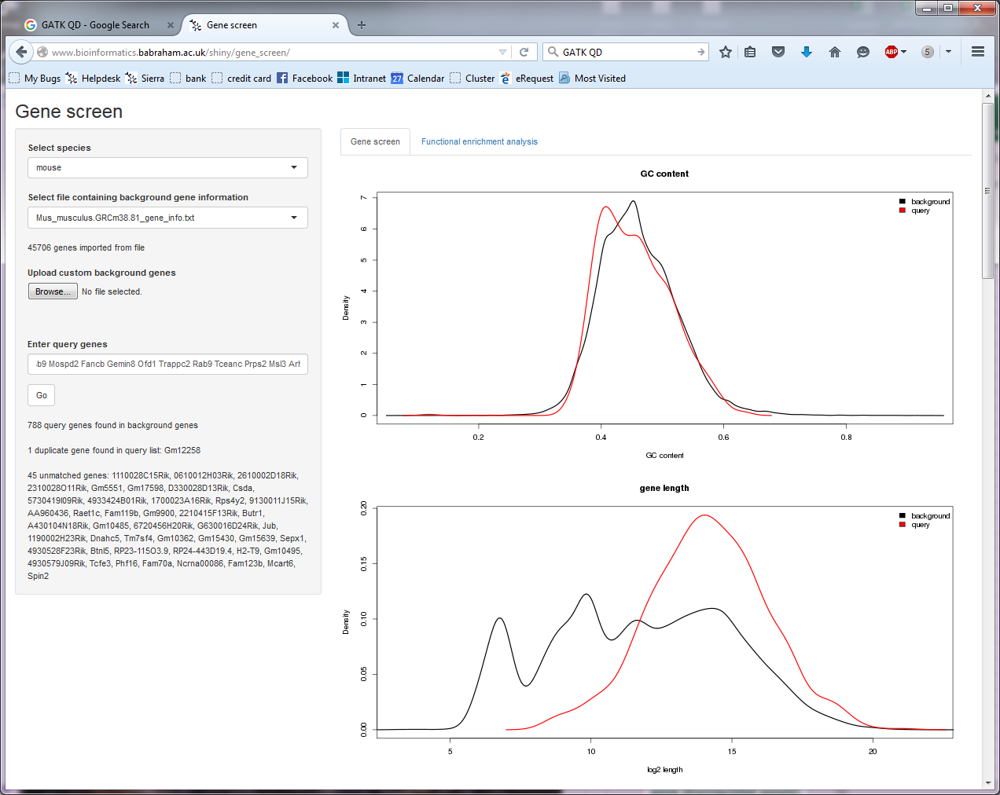 GATK QD - Google Search
Gene screen
www.bioinformatics.babraham.ac.uk/shiny/gene_screen/
GATK QD
ABP
5
My Bugs
Helpdesk
Sierra
bank
credit card
Facebook
Intranet
27
Calendar
Cluster
eRequest
Most Visited
Gene screen
Select species
mouse
Select file containing background gene information
Mus_musculus.GRCm38.81_gene_info.txt
45706 genes imported from file
Upload custom background genes
Browse... No file selected.
Enter query genes
b9 Mospd2 Fancb Gemin8 Ofd1 Trappc2 Rab9 Tceanc Prps2 Msl3 Arh
Go
788 query genes found in background genes
1 duplicate gene found in query list: Gm12258
45 unmatched genes: 1110028C15Rik, 0610012H03Rik, 2610002D18Rik,
2310028O11Rik, Gm5551, Gm17598, D330028D13Rik, Csda,
5730419I09Rik, 4933424B01Rik, 1700023A16Rik, Rps4y2, 9130011J15Rik,
AA960436, Raet1c, Fam119b, Gm9900, 2210415F13Rik, Butr1,
A430104N18Rik, Gm10485, 6720456H20Rik, G630016D24Rik, Jub,
1190002H23Rik, Dnahc5, Tm7sf4, Gm10362, Gm15430, Gm15639, Sepx1,
4930528F23Rik, Btnl5, RP23-115O3.9, RP24-443D19.4, H2-T9, Gm10495,
4930579J09Rik, Tcfe3, Phf16, Fam70a, Ncrna00086, Fam123b, Mcart6,
Spin2
Gene screen
Functional enrichment analysis
GC content
background
query
7
6
5
4
3
2
1
0
Density
0.2
0.4
0.6
0.8
GC content
gene length
background
query
0.20
0.15
0.10
0.05
0.00
Density
5
10
15
20
log2 length